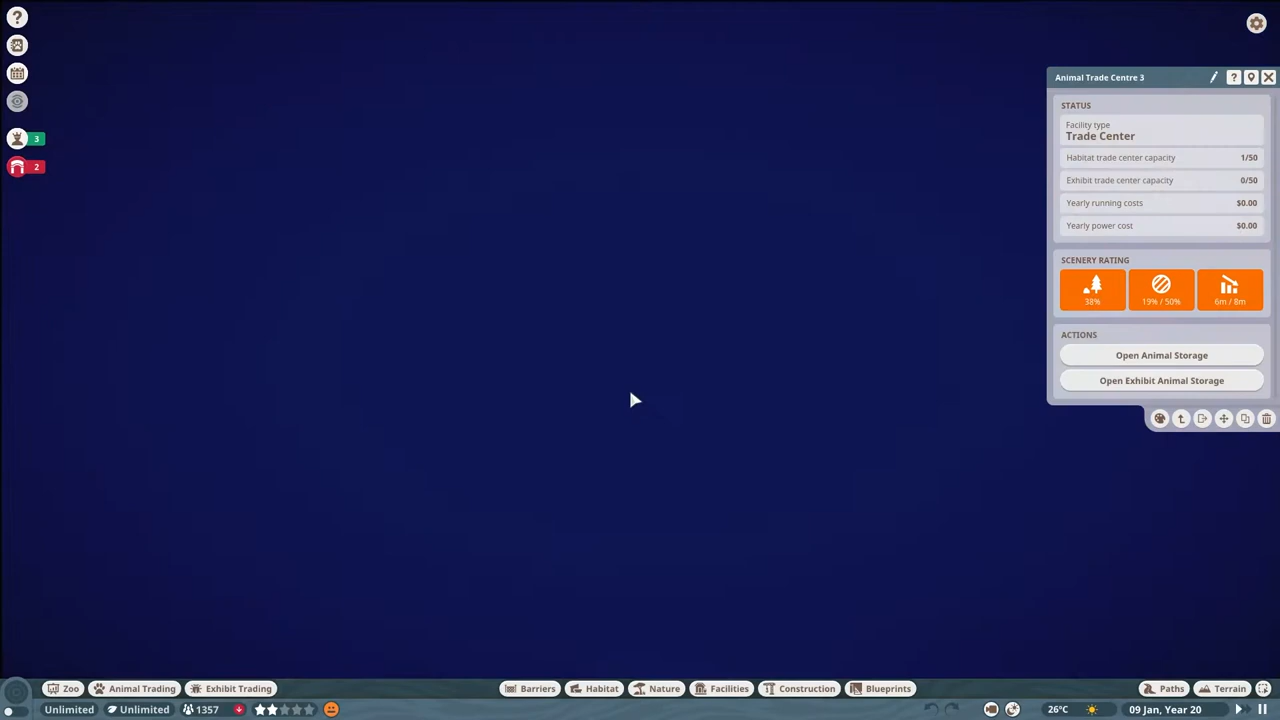 ?
3
2
Animal Trade Centre 3
?
STATUS
Facility type
Trade Center
Habitat trade center capacity 1/50
Exhibit trade center capacity 0/50
Yearly running costs $0.00
Yearly power cost $0.00
SCENERY RATING
38% 19% / 50% 6m / 8m
ACTIONS
Open Animal Storage
Open Exhibit Animal Storage
Zoo Animal Trading Exhibit Trading Barriers Habitat Nature Facilities Construction Blueprints Paths Terrain
Unlimited Unlimited 1357 26°C 09 Jan, Year 20